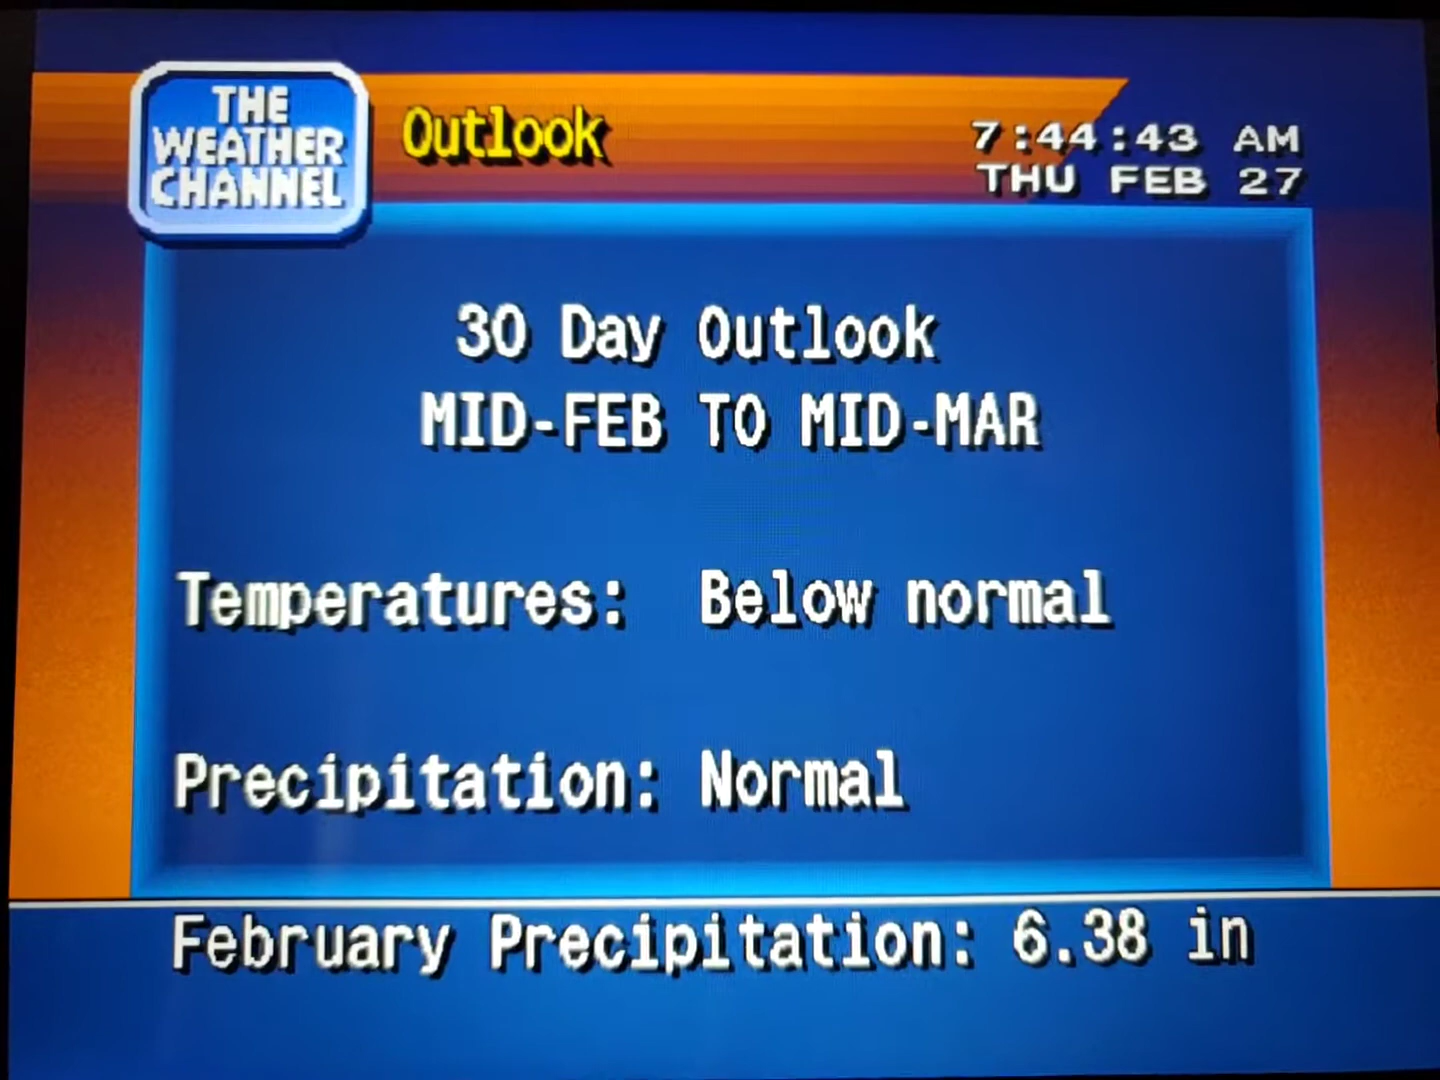 THE
WEATHER
CHANNEL
Outlook
7:44:43 AM
THU FEB 27
30 Day Outlook
MID-FEB TO MID-MAR
Temperatures: Below normal
Precipitation: Normal
February Precipitation: 6.38 in